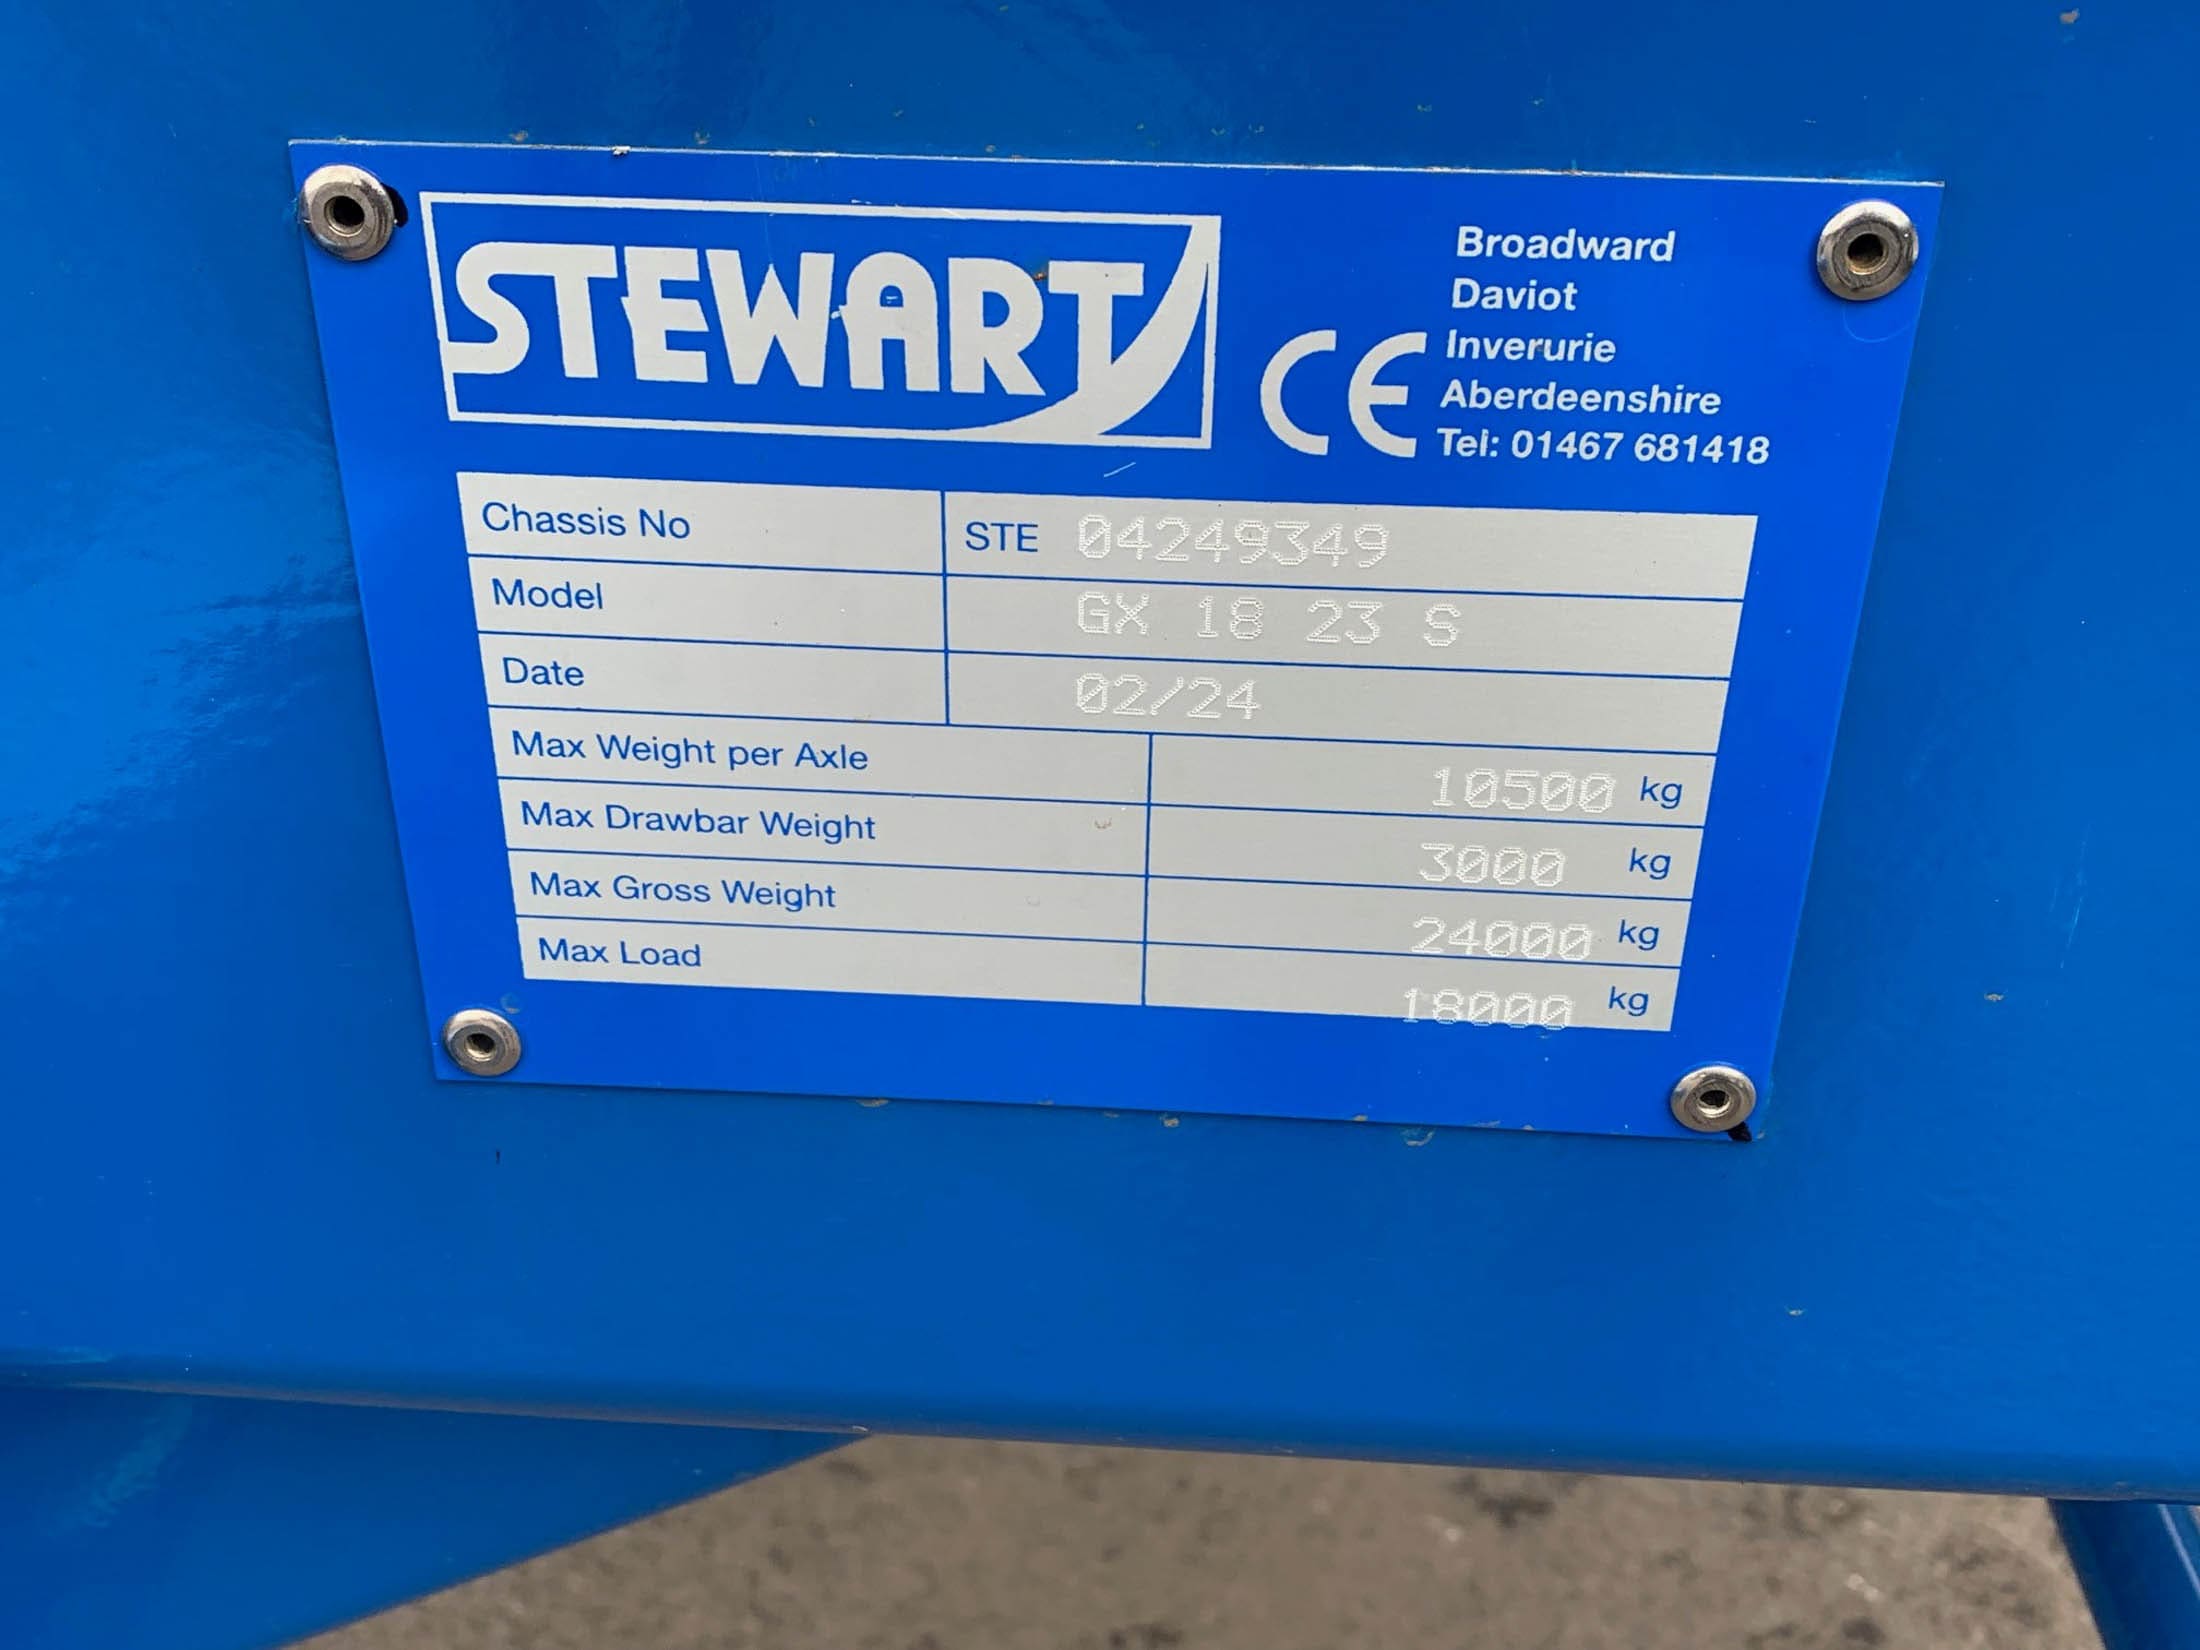 STEWART
CE
Broadward
Daviot
Inverurie
Aberdeenshire
Tel: 01467 681418
Chassis No STE 04249349
Model GX 18 23 S
Date 02/24
Max Weight per Axle 10500 kg
Max Drawbar Weight 3000 kg
Max Gross Weight 24000 kg
Max Load 18000 kg